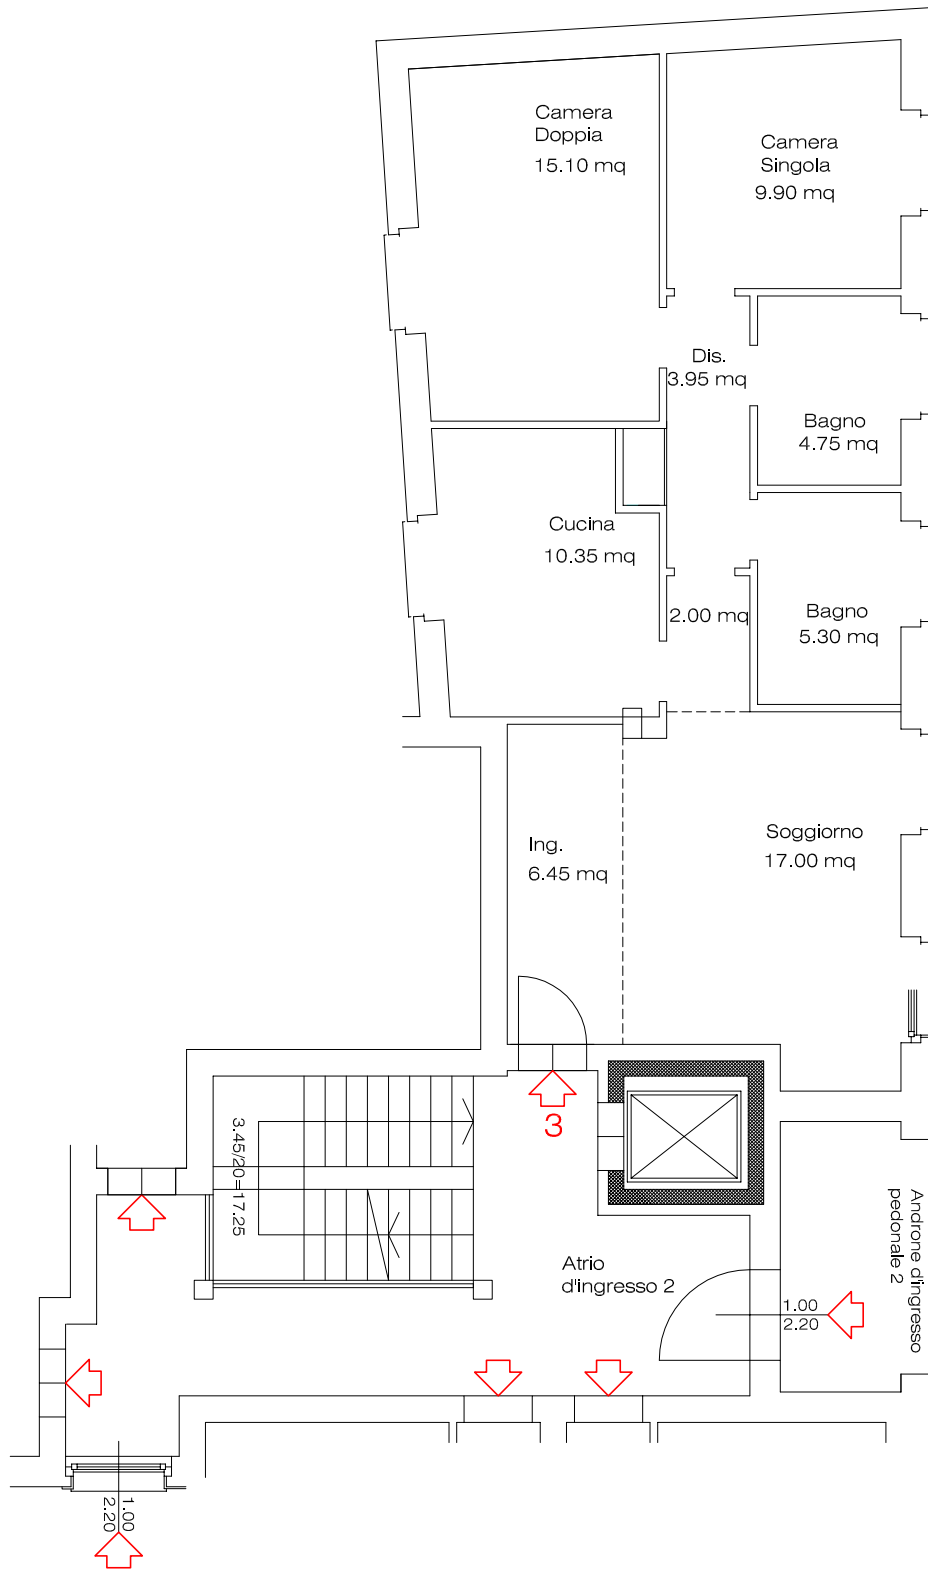 Camera
Doppia
15.10 mq
Camera
Singola
9.90 mq
Dis.
3.95 mq
Bagno
4.75 mq
Cucina
10.35 mq
2.00 mq
Bagno
5.30 mq
Ing.
6.45 mq
Soggiorno
17.00 mq
3
3.45/20=17.25
Atrio
d'ingresso 2
1.00
2.20
Androne d'ingresso
pedonale 2
1.00
2.20